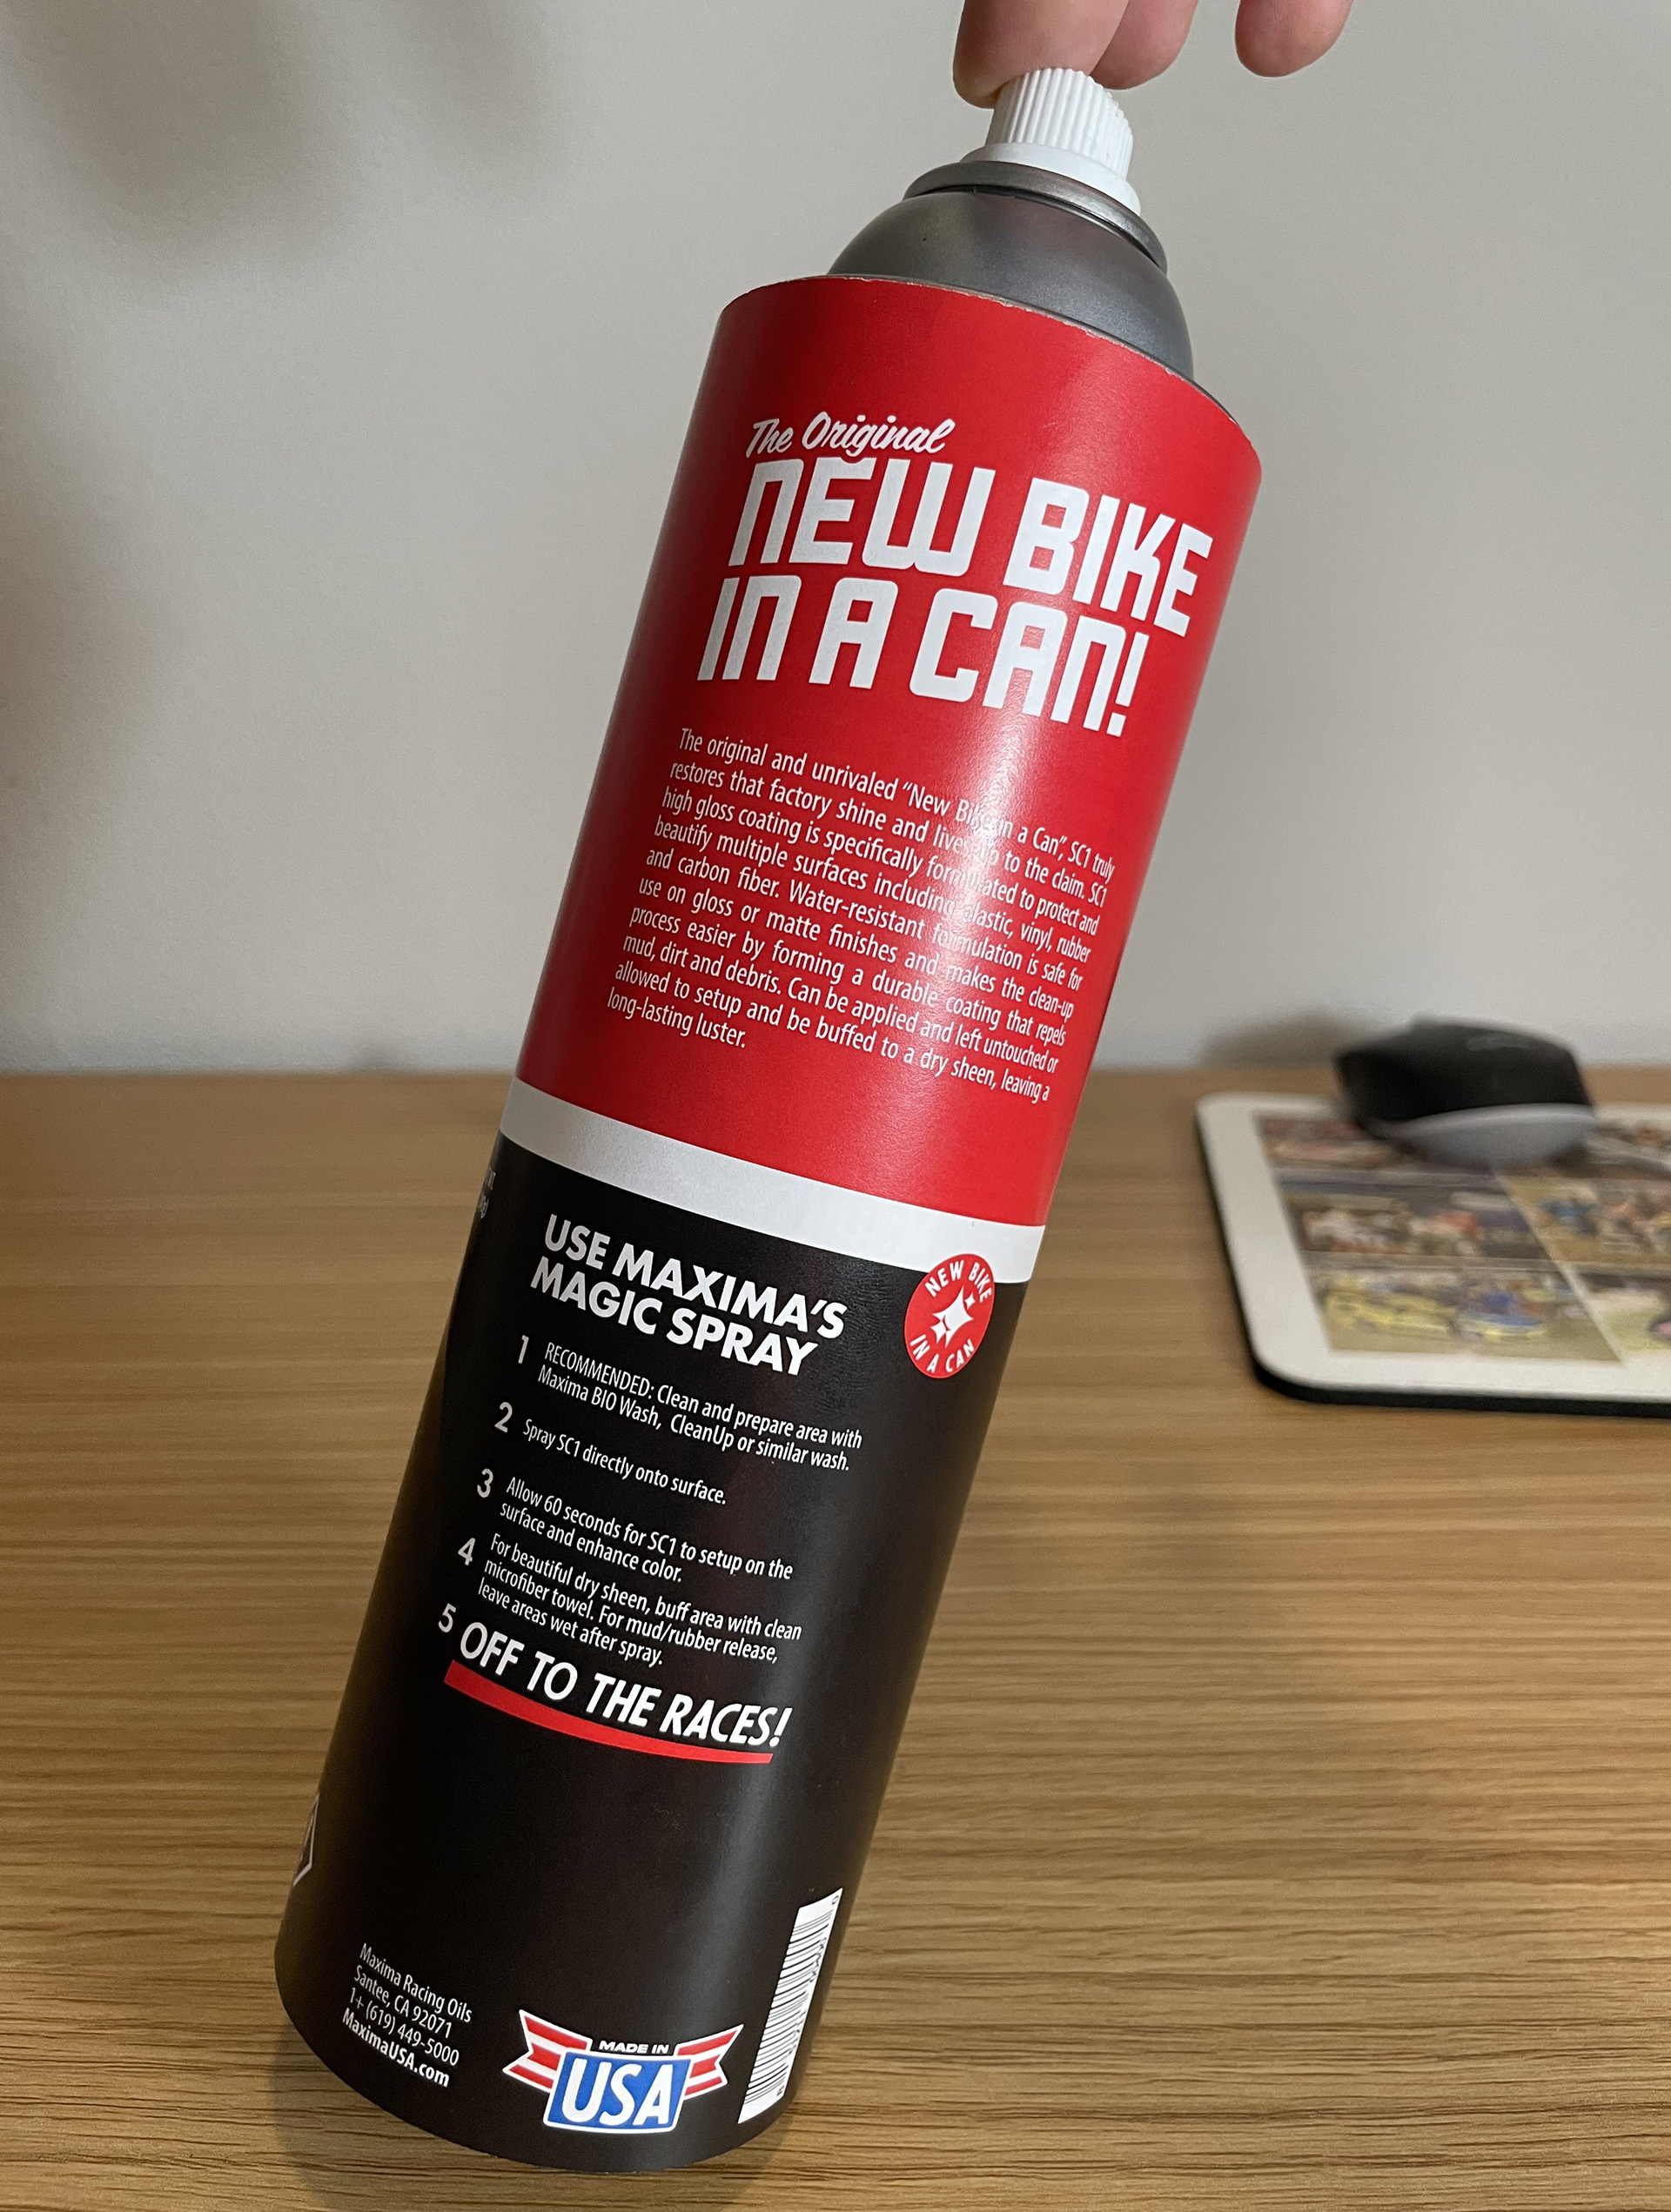 The Original
NEW BIKE
IN A CAN!
The original and unrivaled “New Bike in a Can”, SC1 truly
restores that factory shine and lives up to the claim. SC1
high gloss coating is specifically formulated to protect and
beautify multiple surfaces including plastic, vinyl, rubber
and carbon fiber. Water-resistant formulation is safe for
use on gloss or matte finishes and makes the clean-up
process easier by forming a durable coating that repels
mud, dirt and debris. Can be applied and left untouched or
allowed to setup and be buffed to a dry sheen, leaving a
long-lasting luster.
USE MAXIMA’S
MAGIC SPRAY
NEW BIKE
IN A CAN
1 RECOMMENDED: Clean and prepare area with
Maxima BIO Wash, CleanUp or similar wash.
2 Spray SC1 directly onto surface.
3 Allow 60 seconds for SC1 to setup on the
surface and enhance color.
4 For beautiful dry sheen, buff area with clean
microfiber towel. For mud/rubber release,
leave areas wet after spray.
5 OFF TO THE RACES!
Maxima Racing Oils
Santee, CA 92071
1+ (619) 449-5000
MaximaUSA.com
MADE IN
USA